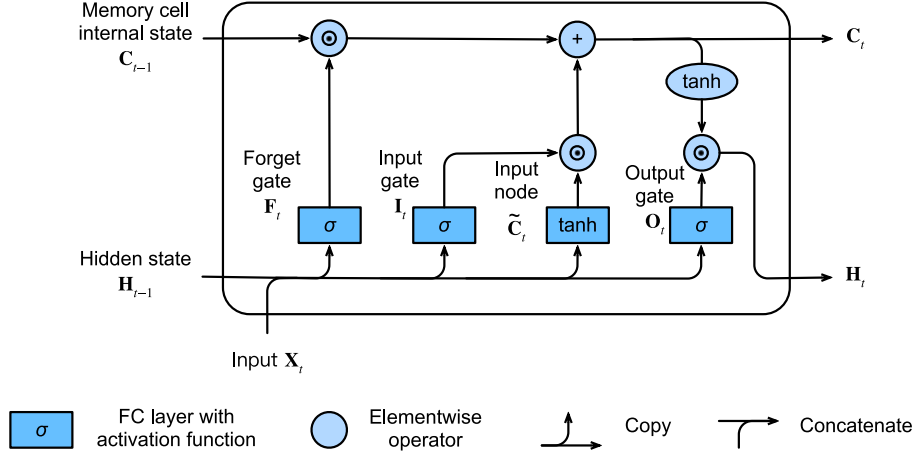 Memory cell
internal state
C_{t−1}
⊙
+
C_t
tanh
Forget
gate
F_t
Input
gate
I_t
⊙
Input
node
C̃_t
Output
gate
O_t
⊙
σ
σ
tanh
σ
Hidden state
H_{t−1}
H_t
Input X_t
σ
FC layer with
activation function
Elementwise
operator
Copy
Concatenate